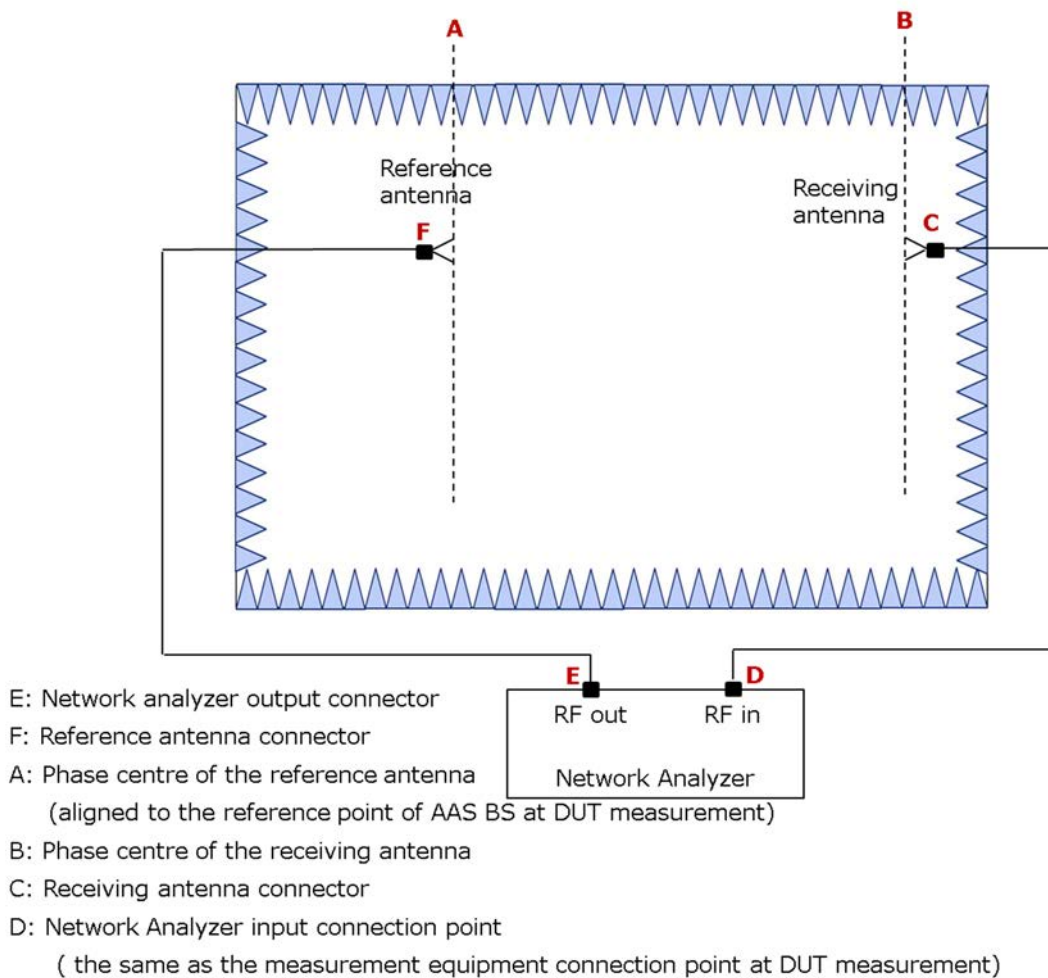 A
B
Reference
antenna
Receiving
antenna
F
C
E
D
RF out
RF in
Network Analyzer
E: Network analyzer output connector
F: Reference antenna connector
A: Phase centre of the reference antenna
(aligned to the reference point of AAS BS at DUT measurement)
B: Phase centre of the receiving antenna
C: Receiving antenna connector
D: Network Analyzer input connection point
( the same as the measurement equipment connection point at DUT measurement)